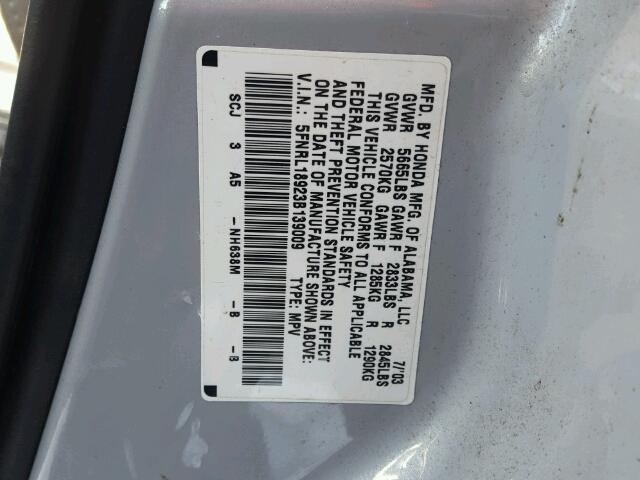 MFD. BY HONDA MFG. OF ALABAMA, LLC 7/'03
GVWR 5665LBS GAWR F 2833LBS R 2845LBS
GVWR 2570KG GAWR F 1285KG R 1290KG
THIS VEHICLE CONFORMS TO ALL APPLICABLE
FEDERAL MOTOR VEHICLE SAFETY
AND THEFT PREVENTION STANDARDS IN EFFECT
ON THE DATE OF MANUFACTURE SHOWN ABOVE:
V.I.N.: 5FNRL18923B139009 TYPE: MPV
SCJ 3 A5 -NH638M -B -B